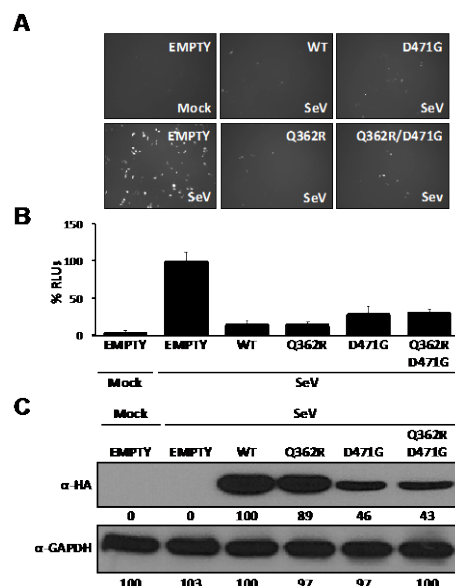 A
EMPTY
Mock
WT
SeV
D471G
SeV
EMPTY
SeV
Q362R
SeV
Q362R/D471G
Sev
B
% RLUs
150
100
50
0
EMPTY EMPTY WT Q362R D471G Q362R
D471G
Mock SeV
C
Mock SeV
EMPTY EMPTY WT Q362R D471G Q362R
D471G
α-HA
0 0 100 89 46 43
α-GAPDH
100 103 100 97 97 100